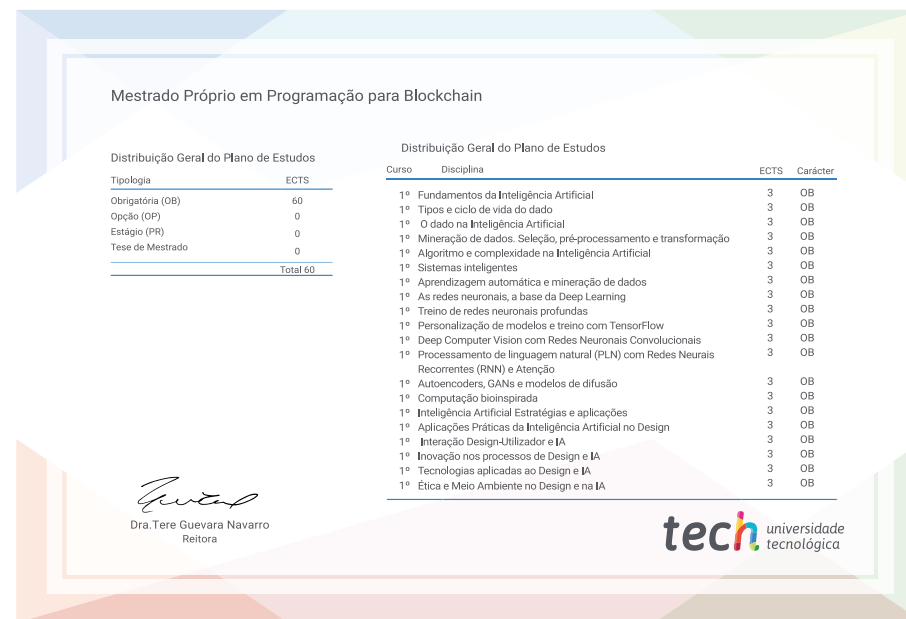 Mestrado Próprio em Programação para Blockchain
Distribuição Geral do Plano de Estudos
Tipologia ECTS
Obrigatória (OB) 60
Opção (OP) 0
Estágio (PR) 0
Tese de Mestrado 0
Total 60
Distribuição Geral do Plano de Estudos
Curso Disciplina ECTS Carácter
1º Fundamentos da Inteligência Artificial 3 OB
1º Tipos e ciclo de vida do dado 3 OB
1º O dado na Inteligência Artificial 3 OB
1º Mineração de dados. Seleção, pré-processamento e transformação 3 OB
1º Algoritmo e complexidade na Inteligência Artificial 3 OB
1º Sistemas inteligentes 3 OB
1º Aprendizagem automática e mineração de dados 3 OB
1º As redes neuronais, a base da Deep Learning 3 OB
1º Treino de redes neuronais profundas 3 OB
1º Personalização de modelos e treino com TensorFlow 3 OB
1º Deep Computer Vision com Redes Neuronais Convolucionais 3 OB
1º Processamento de linguagem natural (PLN) com Redes Neurais 3 OB
Recorrentes (RNN) e Atenção
1º Autoencoders, GANs e modelos de difusão 3 OB
1º Computação bioinspirada 3 OB
1º Inteligência Artificial Estratégias e aplicações 3 OB
1º Aplicações Práticas da Inteligência Artificial no Design 3 OB
1º Interação Design-Utilizador e IA 3 OB
1º Inovação nos processos de Design e IA 3 OB
1º Tecnologias aplicadas ao Design e IA 3 OB
1º Ética e Meio Ambiente no Design e na IA 3 OB
Dra.Tere Guevara Navarro
Reitora
tech universidade
tecnológica